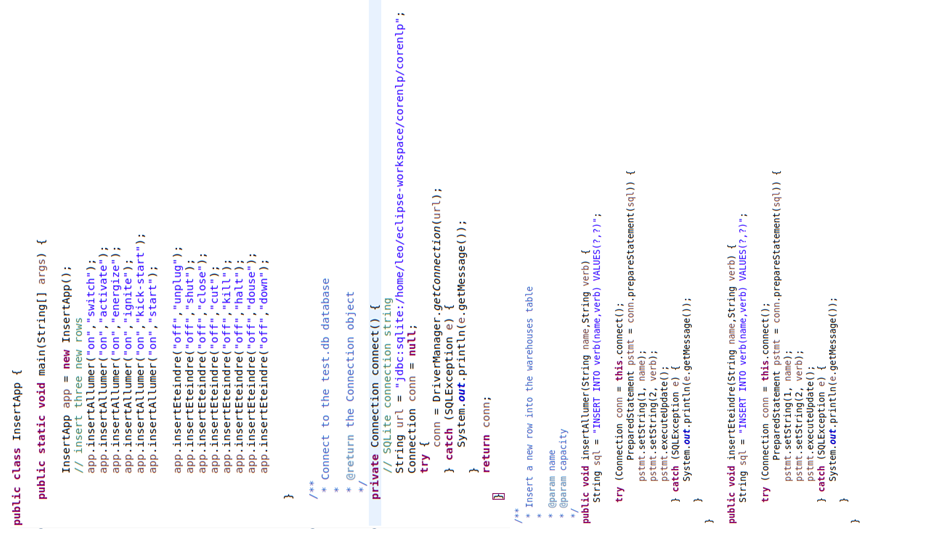 public class InsertApp {
public static void main(String[] args) {
InsertApp app = new InsertApp();
// insert three new rows
app.insertAllumer("on","switch");
app.insertAllumer("on","activate");
app.insertAllumer("on","energize");
app.insertAllumer("on","ignite");
app.insertAllumer("on","kick-start");
app.insertAllumer("on","start");
app.insertEteindre("off","unplug");
app.insertEteindre("off","shut");
app.insertEteindre("off","close");
app.insertEteindre("off","cut");
app.insertEteindre("off","kill");
app.insertEteindre("off","halt");
app.insertEteindre("off","douse");
app.insertEteindre("off","down");
}
/**
* Connect to the test.db database
*
* @return the Connection object
*/
private Connection connect() {
// SQLite connection string
String url = "jdbc:sqlite:/home/leo/eclipse-workspace/corenlp/corenlp";
Connection conn = null;
try {
conn = DriverManager.getConnection(url);
} catch (SQLException e) {
System.out.println(e.getMessage());
}
return conn;
}
/**
* Insert a new row into the warehouses table
*
* @param name
* @param capacity
*/
public void insertAllumer(String name,String verb) {
String sql = "INSERT INTO verb(name,verb) VALUES(?,?)";
try (Connection conn = this.connect();
PreparedStatement pstmt = conn.prepareStatement(sql)) {
pstmt.setString(1, name);
pstmt.setString(2, verb);
pstmt.executeUpdate();
} catch (SQLException e) {
System.out.println(e.getMessage());
}
}
public void insertEteindre(String name,String verb) {
String sql = "INSERT INTO verb(name,verb) VALUES(?,?)";
try (Connection conn = this.connect();
PreparedStatement pstmt = conn.prepareStatement(sql)) {
pstmt.setString(1, name);
pstmt.setString(2, verb);
pstmt.executeUpdate();
} catch (SQLException e) {
System.out.println(e.getMessage());
}
}